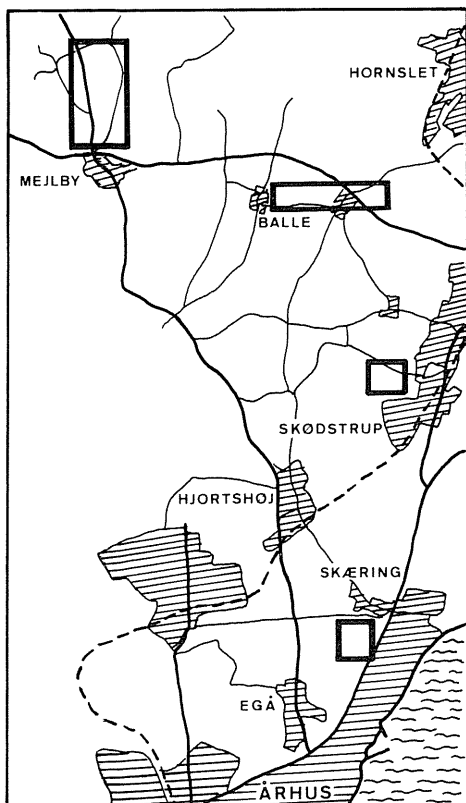 HORNSLET
MEJLBY
BALLE
SKØDSTRUP
HJORTSHØJ
SKÆRING
EGÅ
ÅRHUS